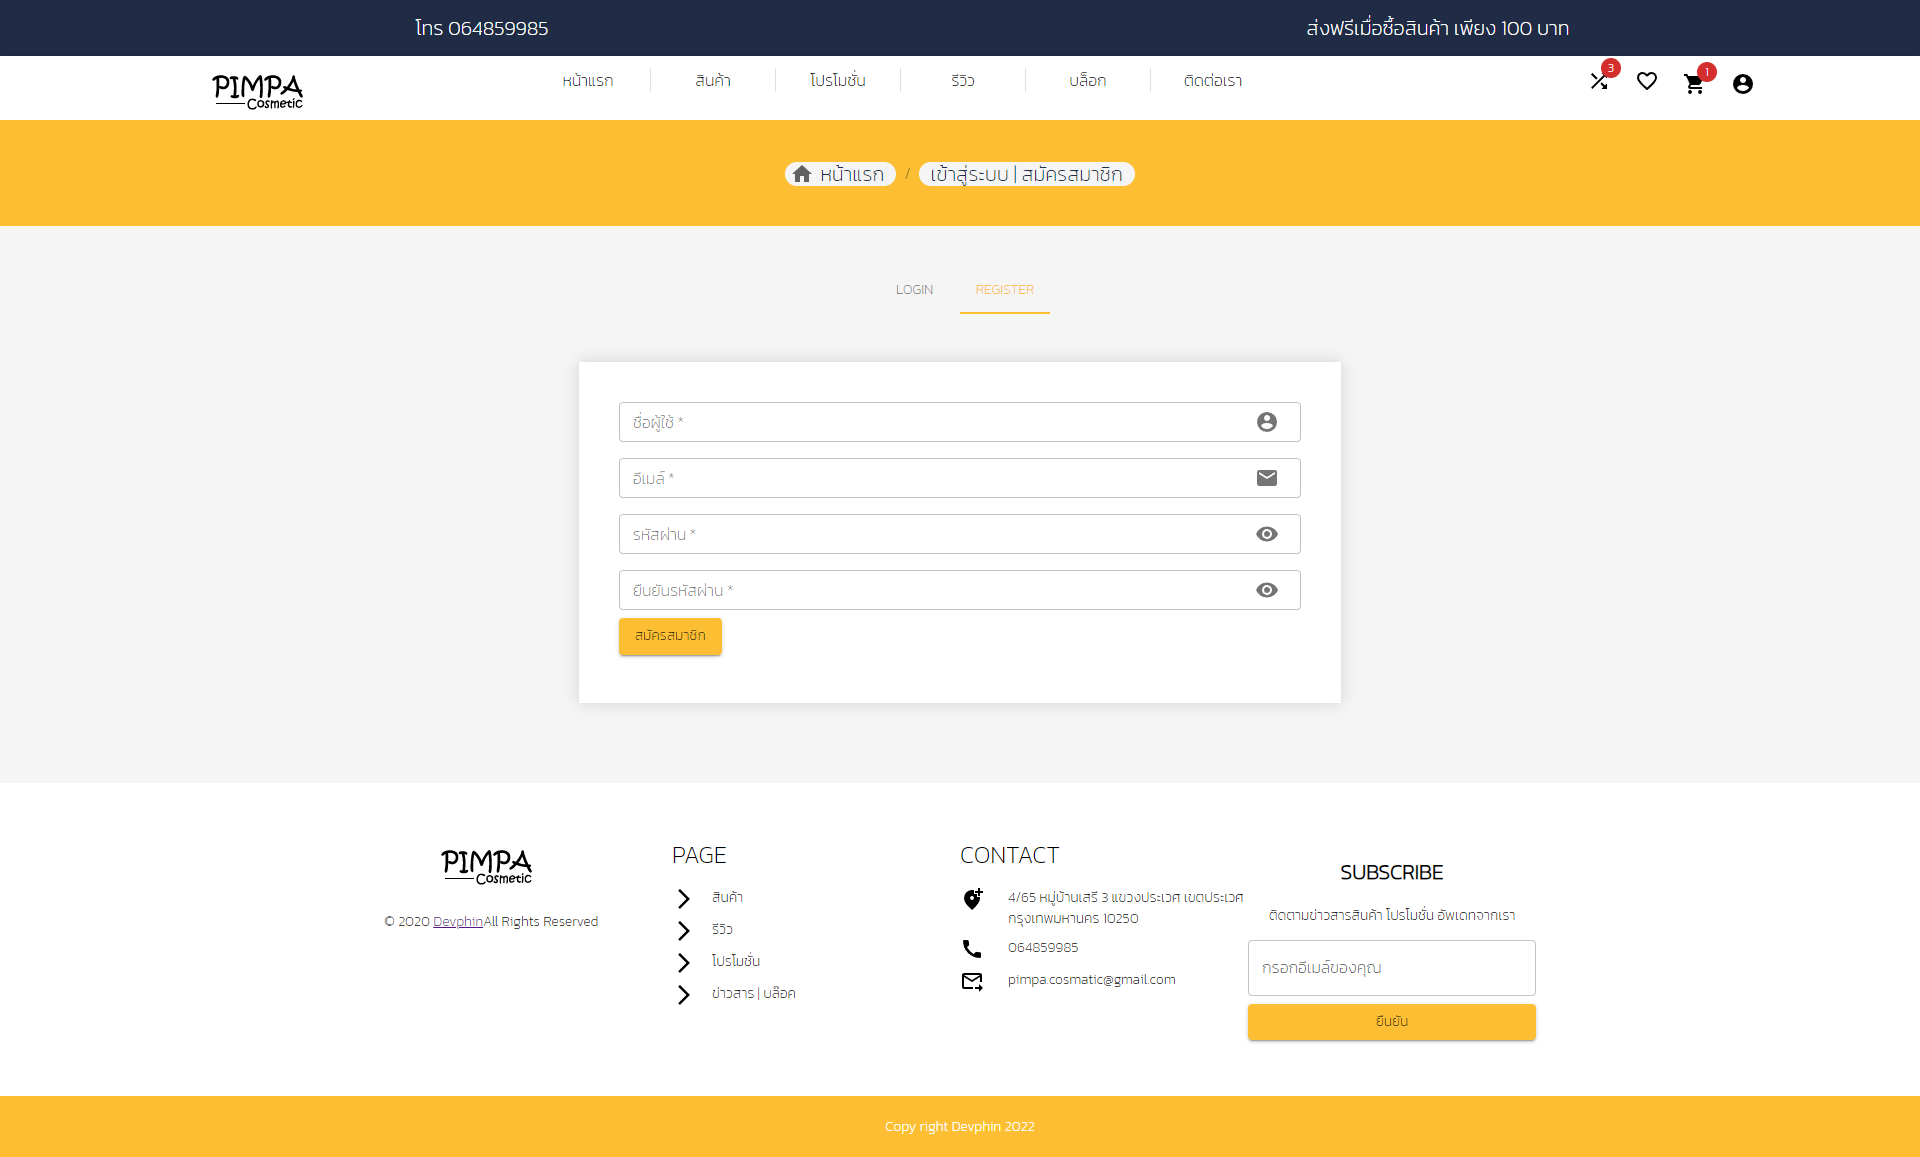 โทร 064859985
ส่งฟรีเมื่อซื้อสินค้า เพียง 100 บาท
PIMPA
Cosmetic
หน้าแรก
สินค้า
โปรโมชั่น
รีวิว
บล็อก
ติดต่อเรา
3
1
หน้าแรก / เข้าสู่ระบบ | สมัครสมาชิก
LOGIN
REGISTER
ชื่อผู้ใช้ *
อีเมล์ *
รหัสผ่าน *
ยืนยันรหัสผ่าน *
สมัครสมาชิก
PIMPA
Cosmetic
© 2020 DevphinAll Rights Reserved
PAGE
สินค้า
รีวิว
โปรโมชั่น
ข่าวสาร | บล๊อค
CONTACT
4/65 หมู่บ้านเสรี 3 แขวงประเวศ เขตประเวศ
กรุงเทพมหานคร 10250
064859985
pimpa.cosmatic@gmail.com
SUBSCRIBE
ติดตามข่าวสารสินค้า โปรโมชั่น อัพเดทจากเรา
กรอกอีเมล์ของคุณ
ยืนยัน
Copy right Devphin 2022